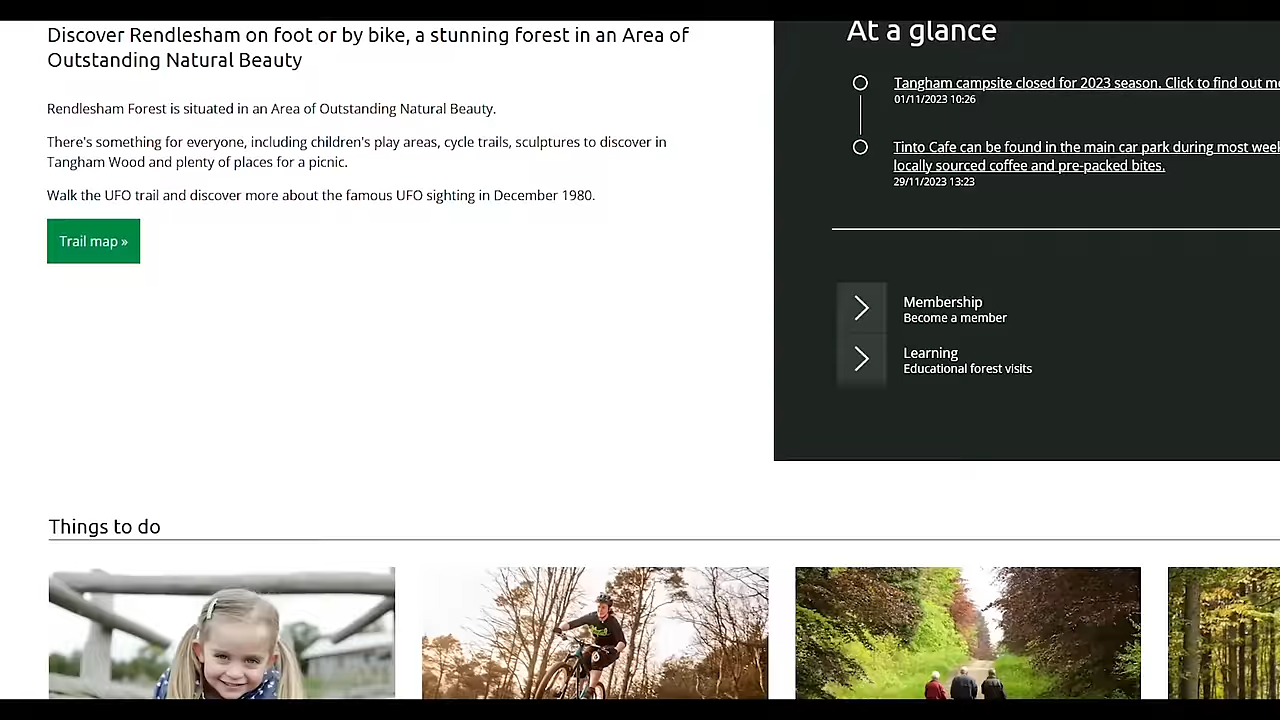 Discover Rendlesham on foot or by bike, a stunning forest in an Area of
Outstanding Natural Beauty
Rendlesham Forest is situated in an Area of Outstanding Natural Beauty.
There's something for everyone, including children's play areas, cycle trails, sculptures to discover in
Tangham Wood and plenty of places for a picnic.
Walk the UFO trail and discover more about the famous UFO sighting in December 1980.
Trail map »
At a glance
Tangham campsite closed for 2023 season. Click to find out
01/11/2023 10:26
Tinto Cafe can be found in the main car park during most
locally sourced coffee and pre-packed bites.
29/11/2023 13:23
Membership
Become a member
Learning
Educational forest visits
Things to do